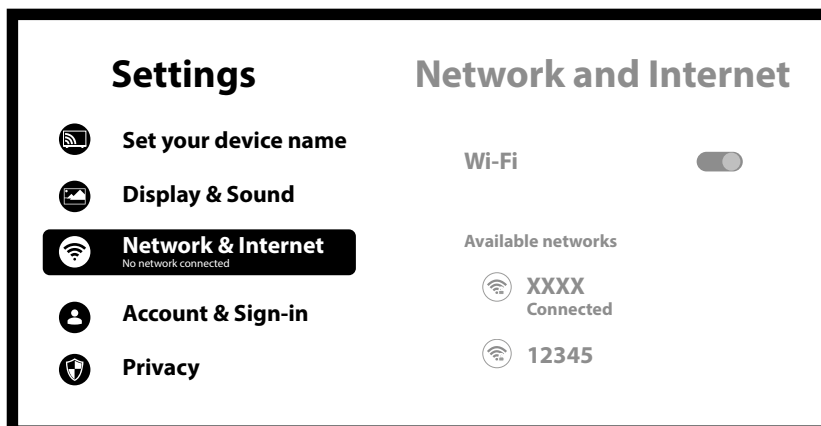 Settings
Set your device name
Display & Sound
Network & Internet
No network connected
Account & Sign-in
Privacy
Network and Internet
Wi-Fi
Available networks
XXXX
Connected
12345